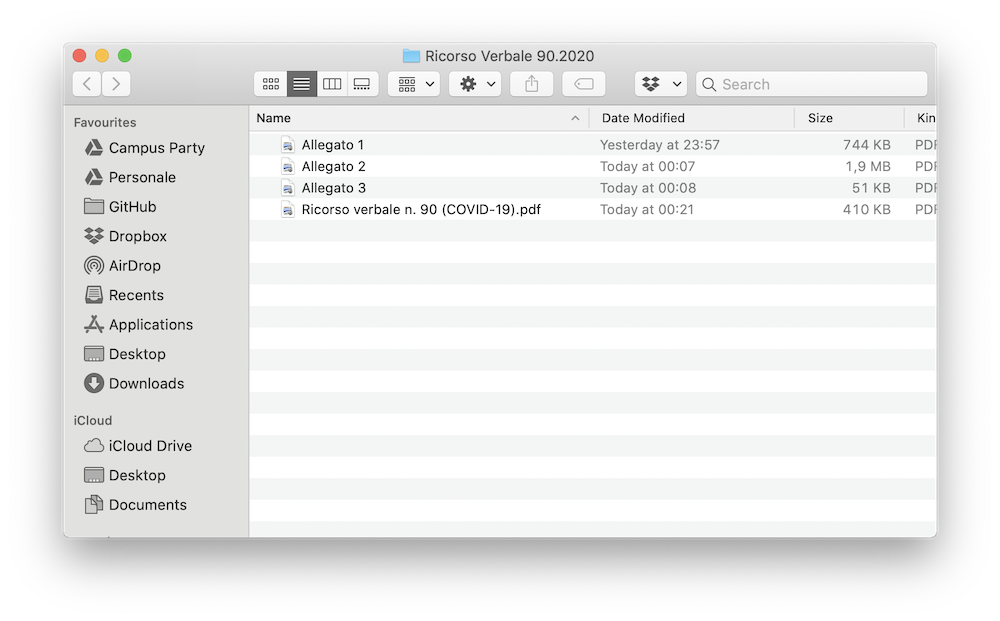 Ricorso Verbale 90.2020
Search
Favourites
Campus Party
Personale
GitHub
Dropbox
AirDrop
Recents
Applications
Desktop
Downloads
iCloud
iCloud Drive
Desktop
Documents
Name Date Modified Size Kin
Allegato 1 Yesterday at 23:57 744 KB PDF
Allegato 2 Today at 00:07 1,9 MB PDF
Allegato 3 Today at 00:08 51 KB PDF
Ricorso verbale n. 90 (COVID-19).pdf Today at 00:21 410 KB PDF